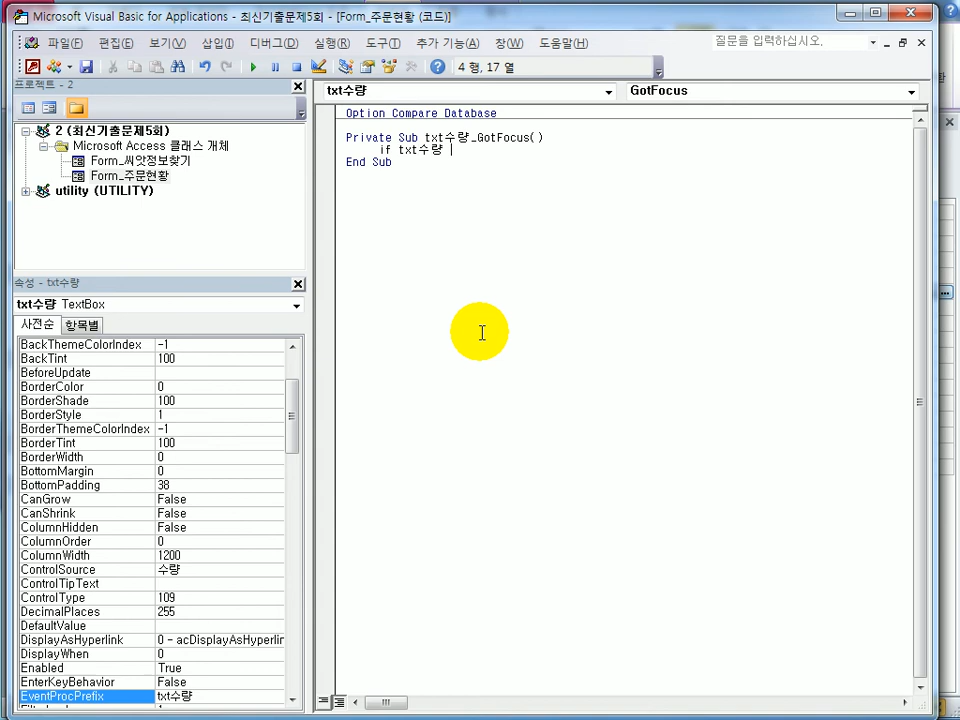 Microsoft Visual Basic for Applications - 최신기출문제5회 - [Form_주문현황 (코드)]
파일(F) 편집(E) 보기(V) 삽입(I) 디버그(D) 실행(R) 도구(T) 추가 기능(A) 창(W) 도움말(H) 질문을 입력하십시오.
4 행, 17 열
프로젝트 - 2
txt수량 GotFocus
2 (최신기출문제5회)
Microsoft Access 클래스 개체
Form_씨앗정보찾기
Form_주문현황
utility (UTILITY)
Option Compare Database
Private Sub txt수량_GotFocus()
if txt수량
End Sub
속성 - txt수량
txt수량 TextBox
사전순 항목별
BackThemeColorIndex -1
BackTint 100
BeforeUpdate
BorderColor 0
BorderShade 100
BorderStyle 1
BorderThemeColorIndex -1
BorderTint 100
BorderWidth 0
BottomMargin 0
BottomPadding 38
CanGrow False
CanShrink False
ColumnHidden False
ColumnOrder 0
ColumnWidth 1200
ControlSource 수량
ControlTipText
ControlType 109
DecimalPlaces 255
DefaultValue
DisplayAsHyperlink 0 - acDisplayAsHyperlin
DisplayWhen 0
Enabled True
EnterKeyBehavior False
EventProcPrefix txt수량